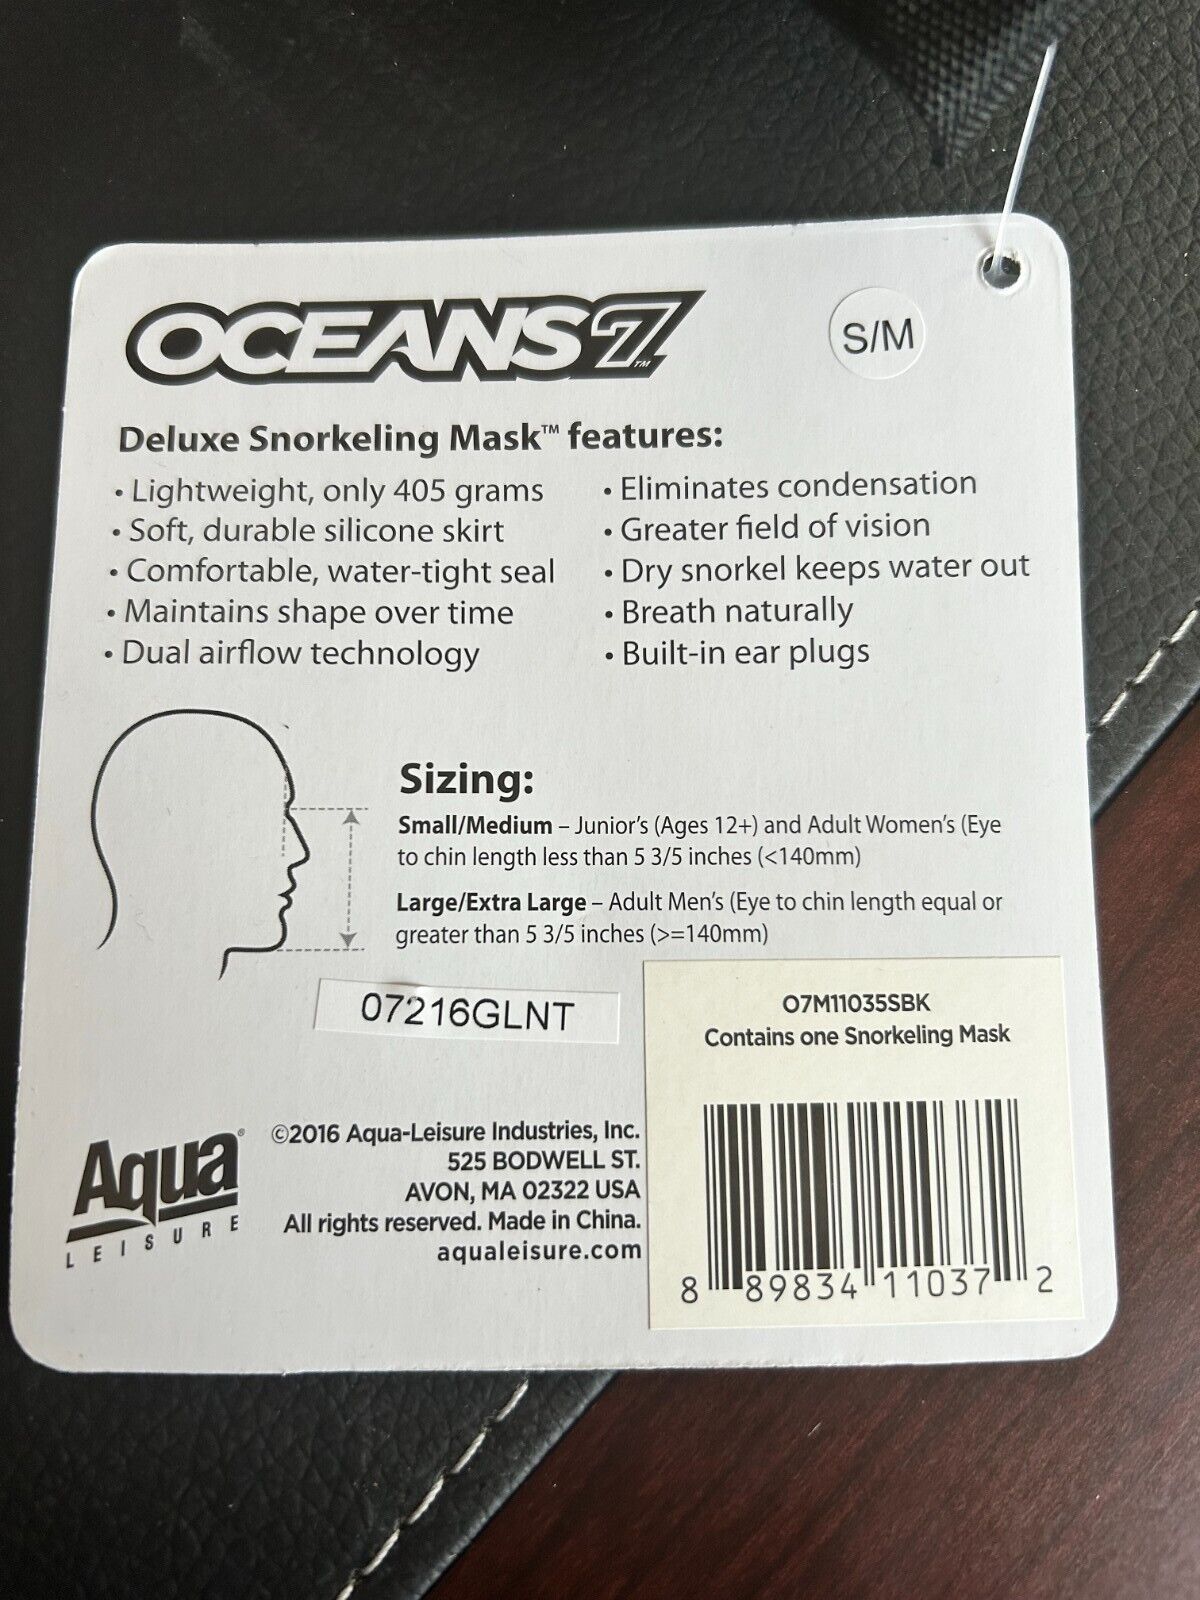 OCEANS7™
S/M
Deluxe Snorkeling Mask™ features:
• Lightweight, only 405 grams
• Soft, durable silicone skirt
• Comfortable, water-tight seal
• Maintains shape over time
• Dual airflow technology
• Eliminates condensation
• Greater field of vision
• Dry snorkel keeps water out
• Breath naturally
• Built-in ear plugs
Sizing:
Small/Medium – Junior's (Ages 12+) and Adult Women's (Eye
to chin length less than 5 3/5 inches (<140mm)
Large/Extra Large – Adult Men's (Eye to chin length equal or
greater than 5 3/5 inches (>=140mm)
07216GLNT
O7M11035SBK
Contains one Snorkeling Mask
8 89834 11037 2
Aqua®
LEISURE
©2016 Aqua-Leisure Industries, Inc.
525 BODWELL ST.
AVON, MA 02322 USA
All rights reserved. Made in China.
aqualeisure.com